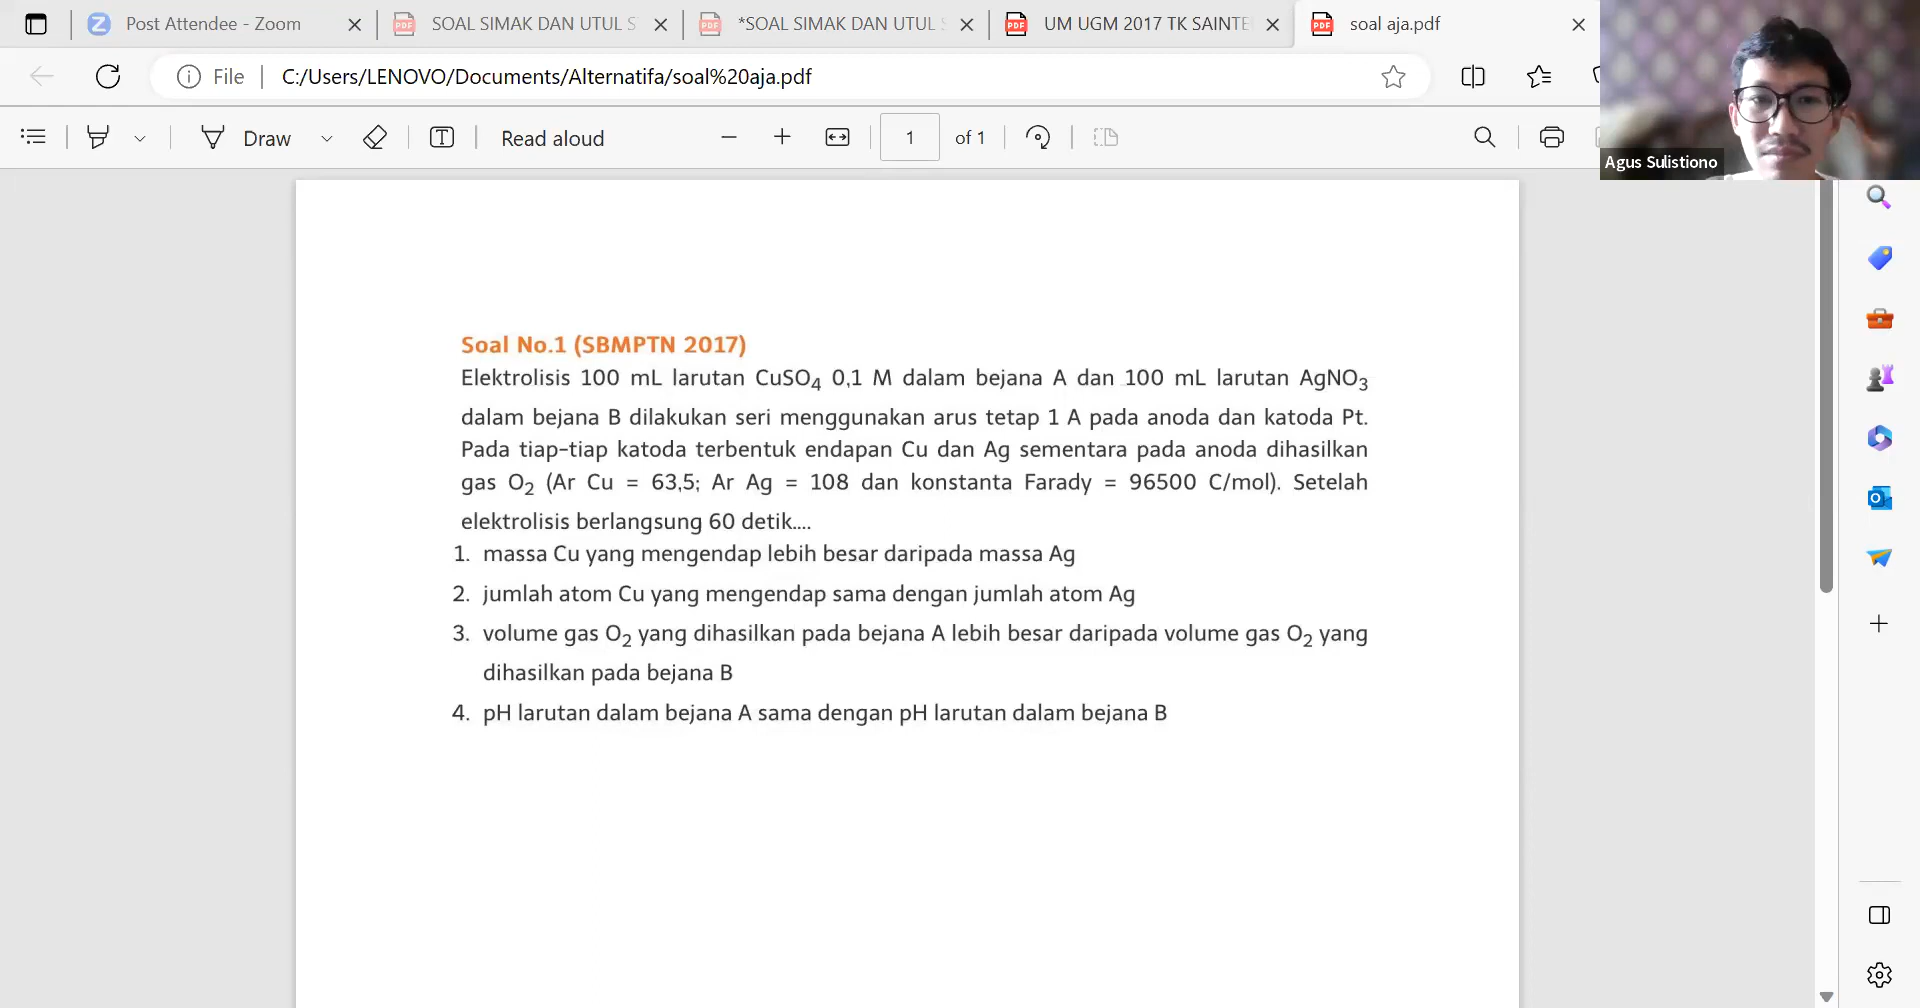 Post Attendee - Zoom
SOAL SIMAK DAN UTUL S
*SOAL SIMAK DAN UTUL S
UM UGM 2017 TK SAINTE
soal aja.pdf
File
C:/Users/LENOVO/Documents/Alternatifa/soal%20aja.pdf
Draw
Read aloud
1
of 1
Agus Sulistiono
Soal No.1 (SBMPTN 2017)
Elektrolisis 100 mL larutan CuSO4 0,1 M dalam bejana A dan 100 mL larutan AgNO3
dalam bejana B dilakukan seri menggunakan arus tetap 1 A pada anoda dan katoda Pt.
Pada tiap-tiap katoda terbentuk endapan Cu dan Ag sementara pada anoda dihasilkan
gas O2 (Ar Cu = 63,5; Ar Ag = 108 dan konstanta Farady = 96500 C/mol). Setelah
elektrolisis berlangsung 60 detik....
1. massa Cu yang mengendap lebih besar daripada massa Ag
2. jumlah atom Cu yang mengendap sama dengan jumlah atom Ag
3. volume gas O2 yang dihasilkan pada bejana A lebih besar daripada volume gas O2 yang
dihasilkan pada bejana B
4. pH larutan dalam bejana A sama dengan pH larutan dalam bejana B